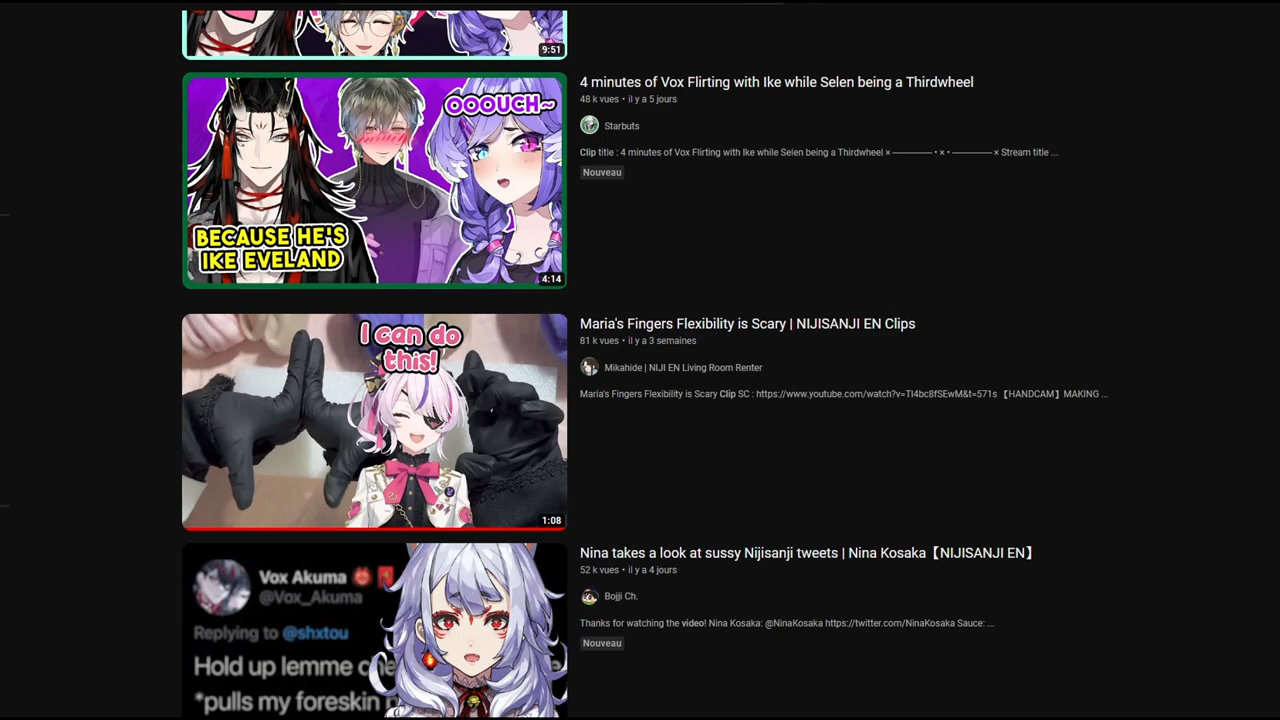 9:51
OOOUCH~
BECAUSE HE'S
IKE EVELAND
4:14
4 minutes of Vox Flirting with Ike while Selen being a Thirdwheel
48 k vues • il y a 5 jours
Starbuts
Clip title : 4 minutes of Vox Flirting with Ike while Selen being a Thirdwheel × ———— • × • ———— × Stream title ...
Nouveau
I can do
this!
1:08
Maria's Fingers Flexibility is Scary | NIJISANJI EN Clips
81 k vues • il y a 3 semaines
Mikahide | NIJI EN Living Room Renter
Maria's Fingers Flexibility is Scary Clip SC : https://www.youtube.com/watch?v=TI4bc8fSEwM&t=571s 【HANDCAM】MAKING ...
Vox Akuma
@Vox_Akuma
Replying to @shxtou
Hold up lemme
*pulls my foreskin
Nina takes a look at sussy Nijisanji tweets | Nina Kosaka【NIJISANJI EN】
52 k vues • il y a 4 jours
Bojji Ch.
Thanks for watching the video! Nina Kosaka: @NinaKosaka https://twitter.com/NinaKosaka Sauce: ...
Nouveau